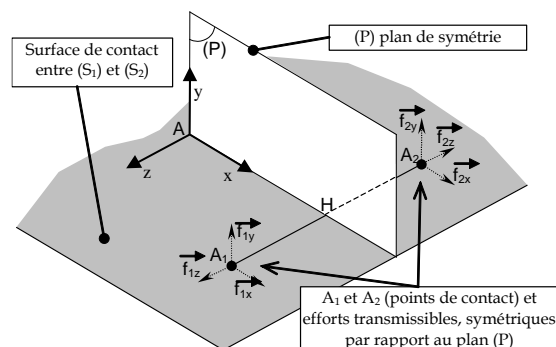 Surface de contact
entre (S₁) et (S₂)
(P)
(P) plan de symétrie
y
A
z
x
H
A₁
f₁y
f₁z
f₁x
A₂
f₂y
f₂z
f₂x
A₁ et A₂ (points de contact) et
efforts transmissibles, symétriques
par rapport au plan (P)